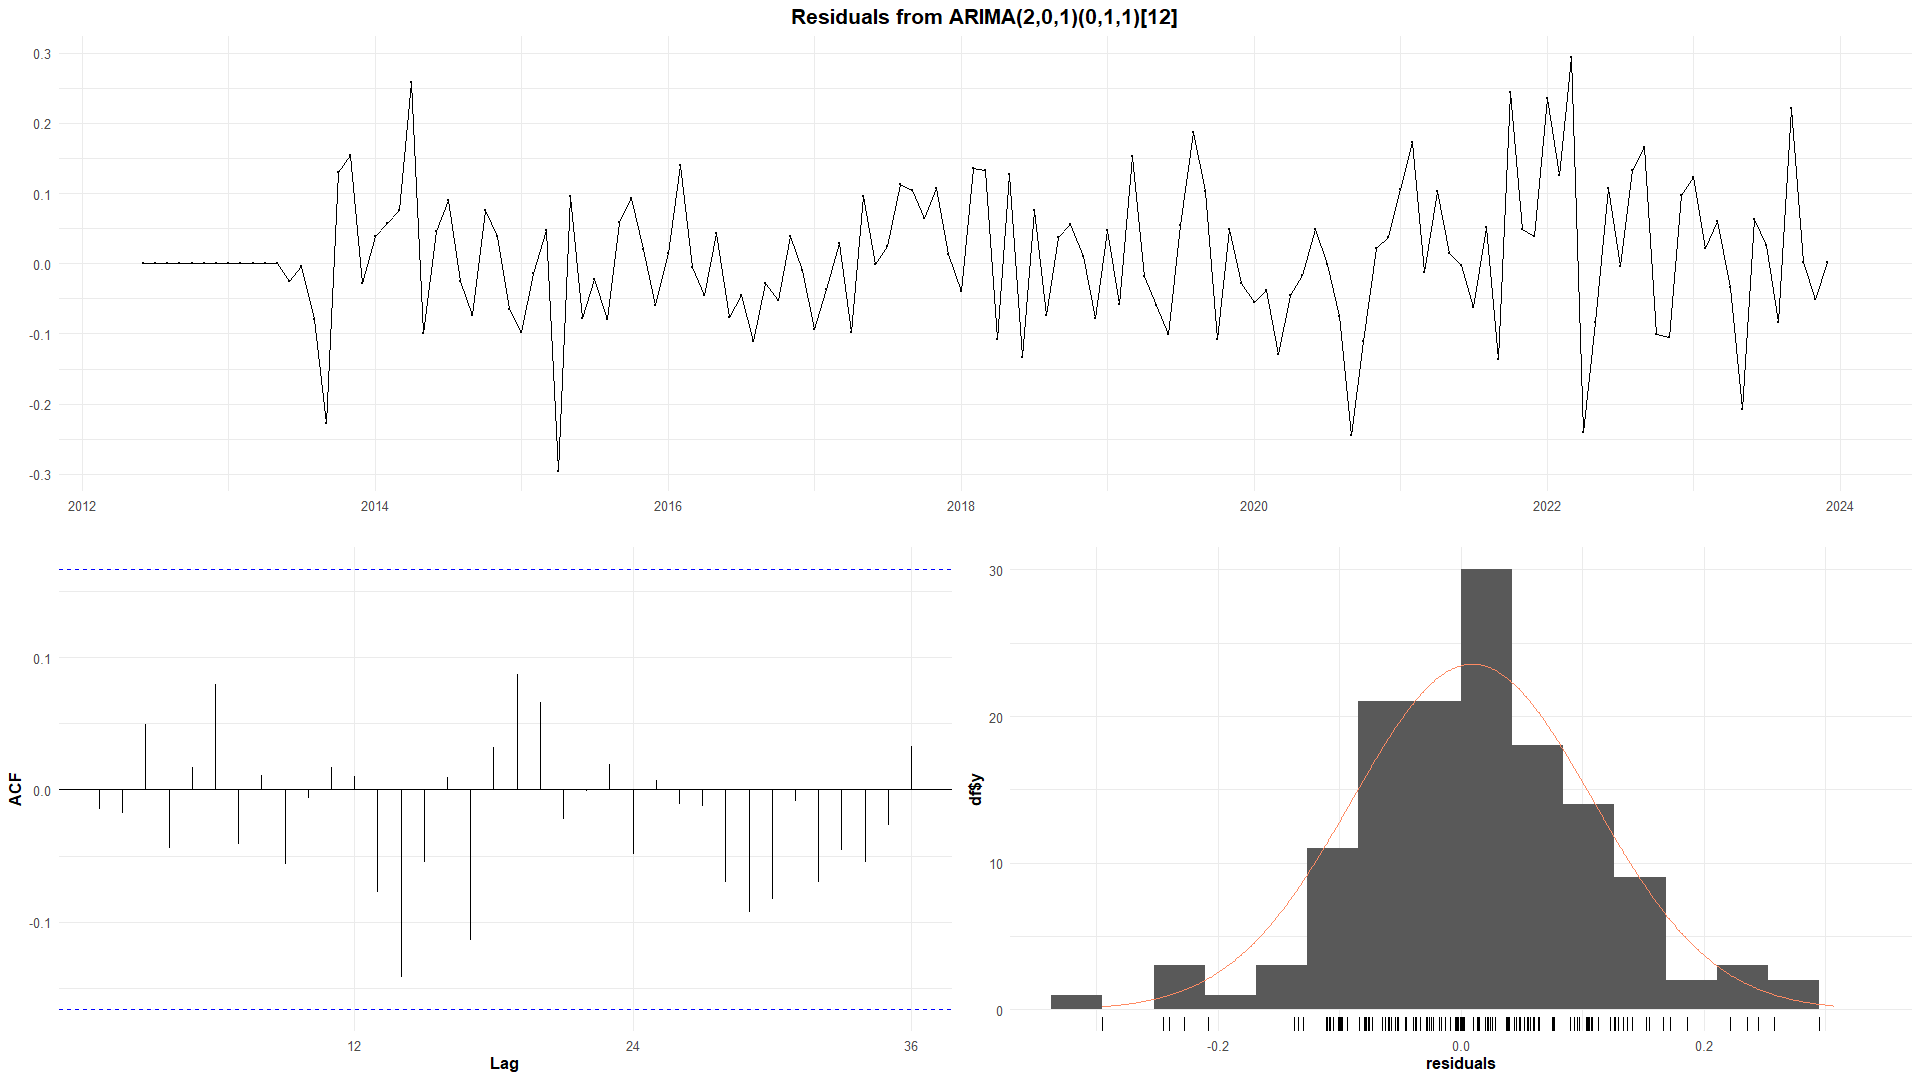 Residuals from ARIMA(2,0,1)(0,1,1)[12]
0.3
0.2
0.1
0.0
-0.1
-0.2
-0.3
2012 2014 2016 2018 2020 2022 2024
ACF
0.1
0.0
-0.1
12 24 36
Lag
df$y
30
20
10
0
-0.2 0.0 0.2
residuals